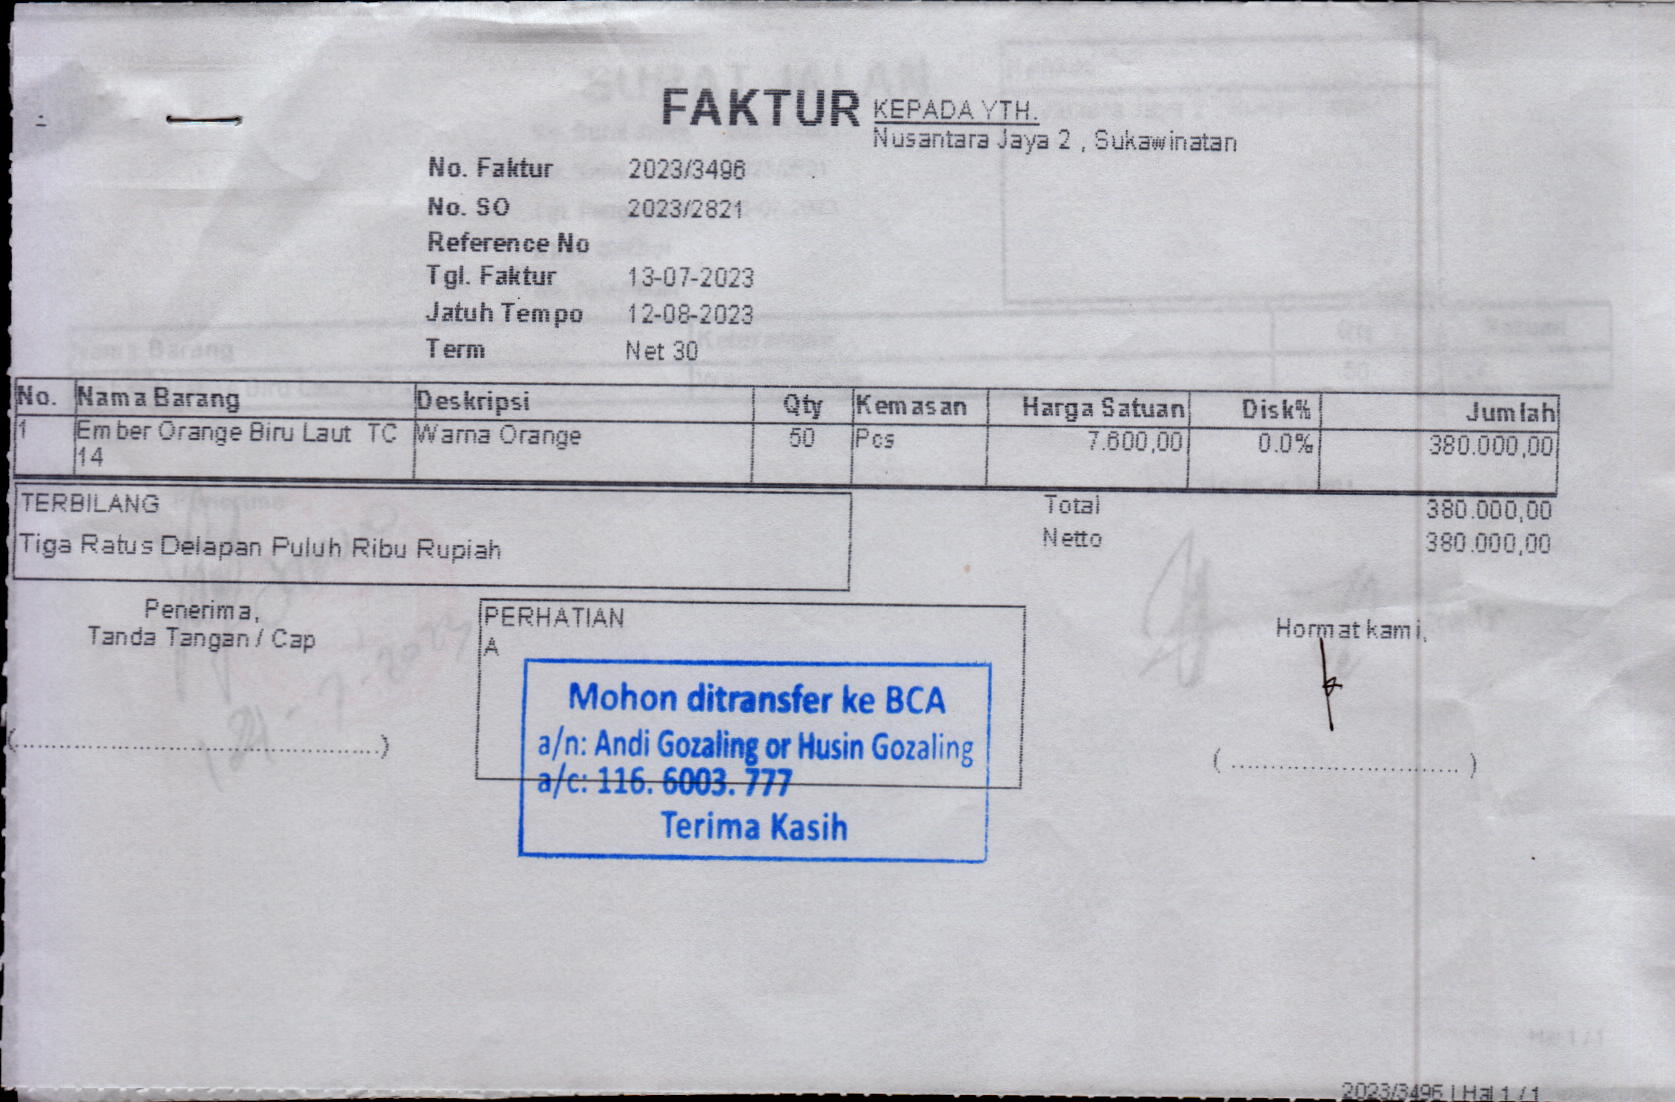 FAKTUR
KEPADA YTH.
Nusantara Jaya 2 , Sukawinatan
No. Faktur 2023/3496
No. SO 2023/2821
Reference No
Tgl. Faktur 13-07-2023
Jatuh Tempo 12-08-2023
Term Net 30
No. Nama Barang Deskripsi Qty Kemasan Harga Satuan Disk% Jumlah
1 Ember Orange Biru Laut TC Warna Orange 50 Pcs 7.600,00 0.0% 380.000,00
14
TERBILANG
Tiga Ratus Delapan Puluh Ribu Rupiah
Total 380.000,00
Netto 380.000,00
Penerima,
Tanda Tangan / Cap
PERHATIAN
A
Mohon ditransfer ke BCA
a/n: Andi Gozaling or Husin Gozaling
a/c: 116. 6003. 777
Terima Kasih
Hormat kami,
(....................................................)
( ................................. )
2023/3496 | Hal 1 / 1